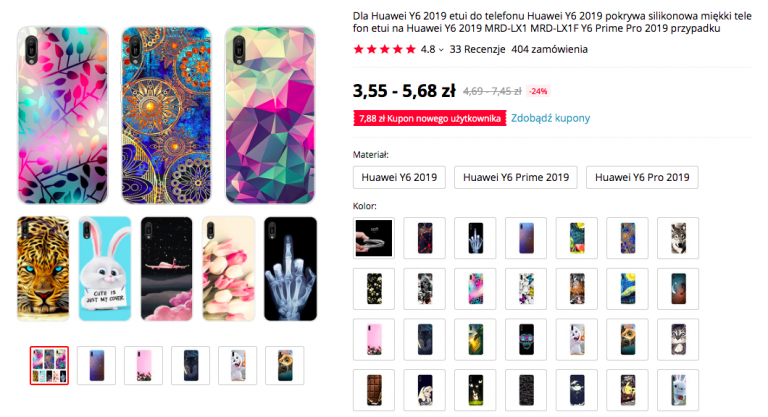 Dla Huawei Y6 2019 etui do telefonu Huawei Y6 2019 pokrywa silikonowa miękki tele
fon etui na Huawei Y6 2019 MRD-LX1 MRD-LX1F Y6 Prime Pro 2019 przypadku
4.8 33 Recenzje 404 zamówienia
3,55 - 5,68 zł 4,69 - 7,45 zł -24%
7,88 zł Kupon nowego użytkownika Zdobądź kupony
Materiał:
Huawei Y6 2019 Huawei Y6 Prime 2019 Huawei Y6 Pro 2019
Kolor:
CUTE IS
JUST MY COVER